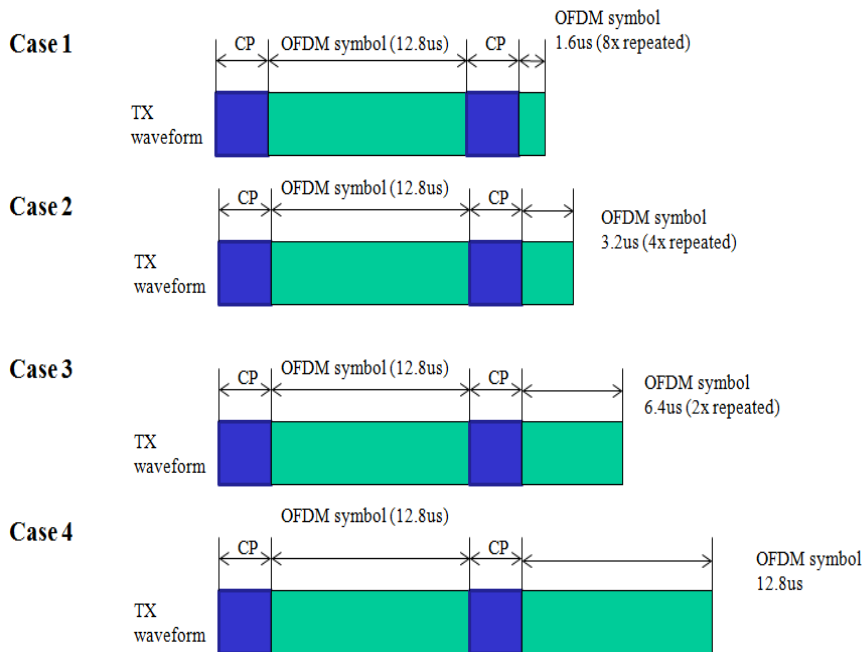 Case 1
CP
OFDM symbol (12.8us)
CP
OFDM symbol
1.6us (8x repeated)
TX
waveform
Case 2
CP
OFDM symbol (12.8us)
CP
OFDM symbol
3.2us (4x repeated)
TX
waveform
Case 3
CP
OFDM symbol (12.8us)
CP
OFDM symbol
6.4us (2x repeated)
TX
waveform
Case 4
CP
OFDM symbol (12.8us)
CP
OFDM symbol
12.8us
TX
waveform